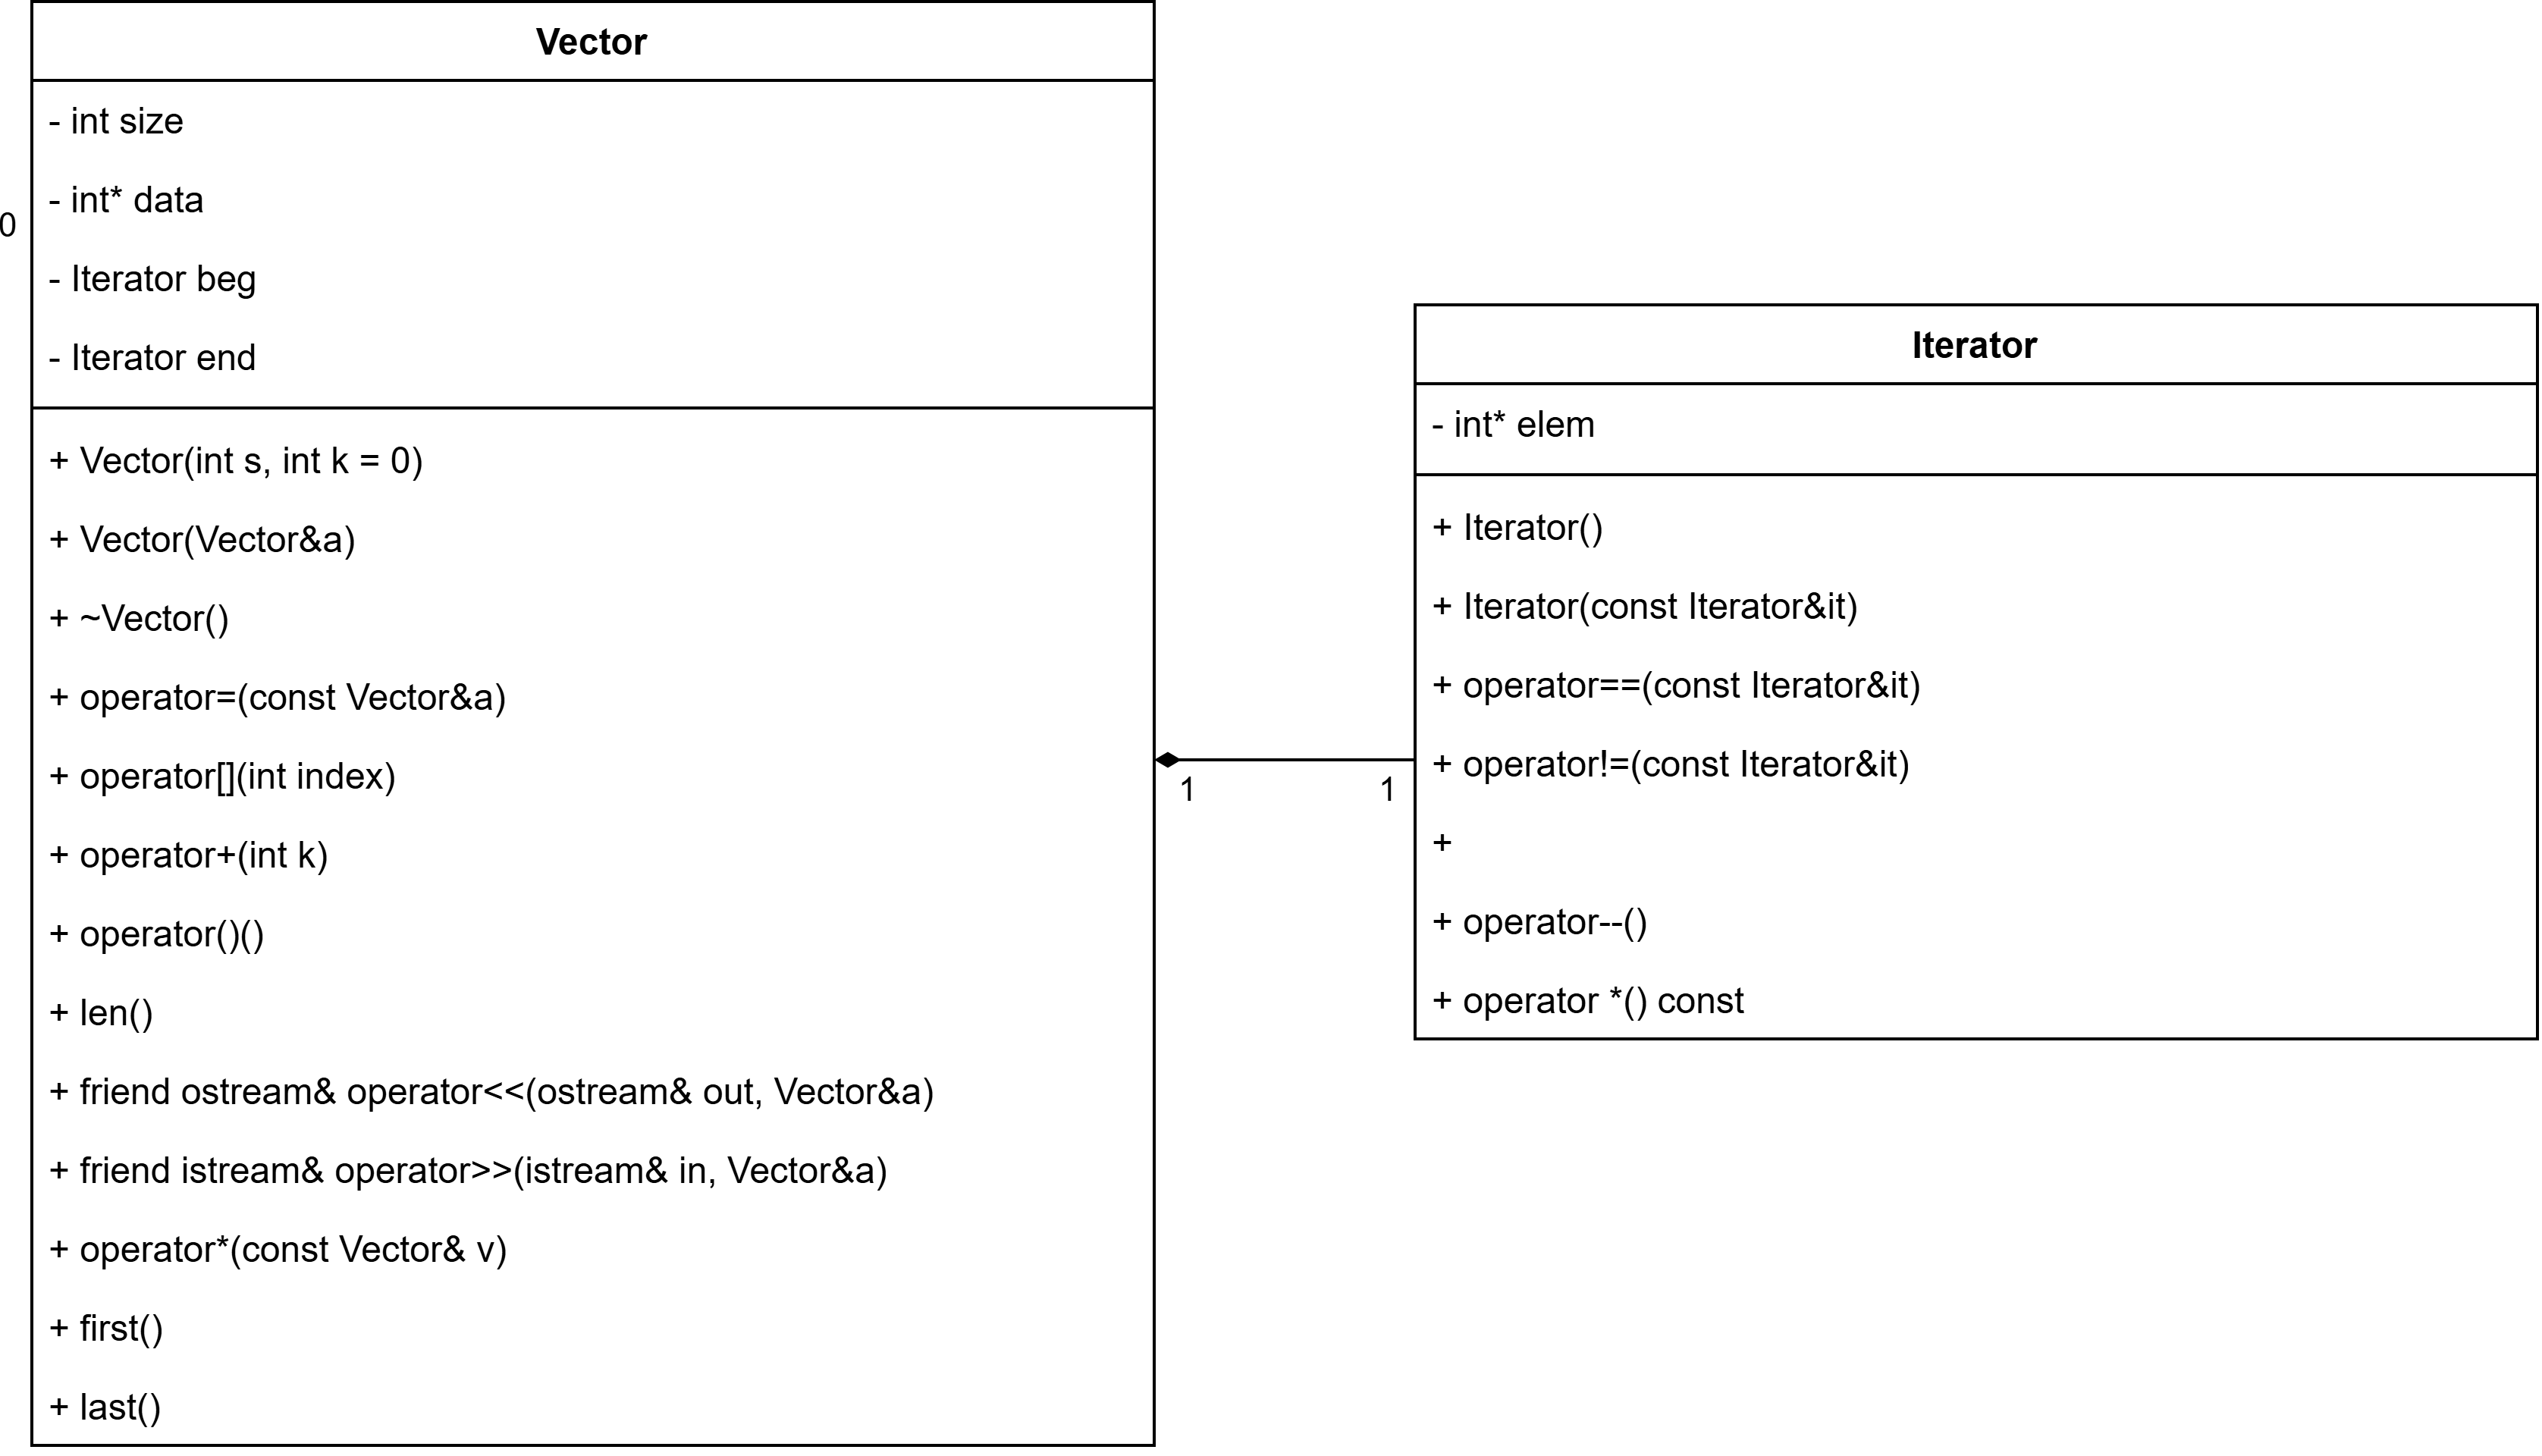 Vector
- int size
- int* data
0
- Iterator beg
- Iterator end
+ Vector(int s, int k = 0)
+ Vector(Vector&a)
+ ~Vector()
+ operator=(const Vector&a)
+ operator[](int index)
+ operator+(int k)
+ operator()()
+ len()
+ friend ostream& operator<<(ostream& out, Vector&a)
+ friend istream& operator>>(istream& in, Vector&a)
+ operator*(const Vector& v)
+ first()
+ last()
1
1
Iterator
- int* elem
+ Iterator()
+ Iterator(const Iterator&it)
+ operator==(const Iterator&it)
+ operator!=(const Iterator&it)
+
+ operator--()
+ operator *() const